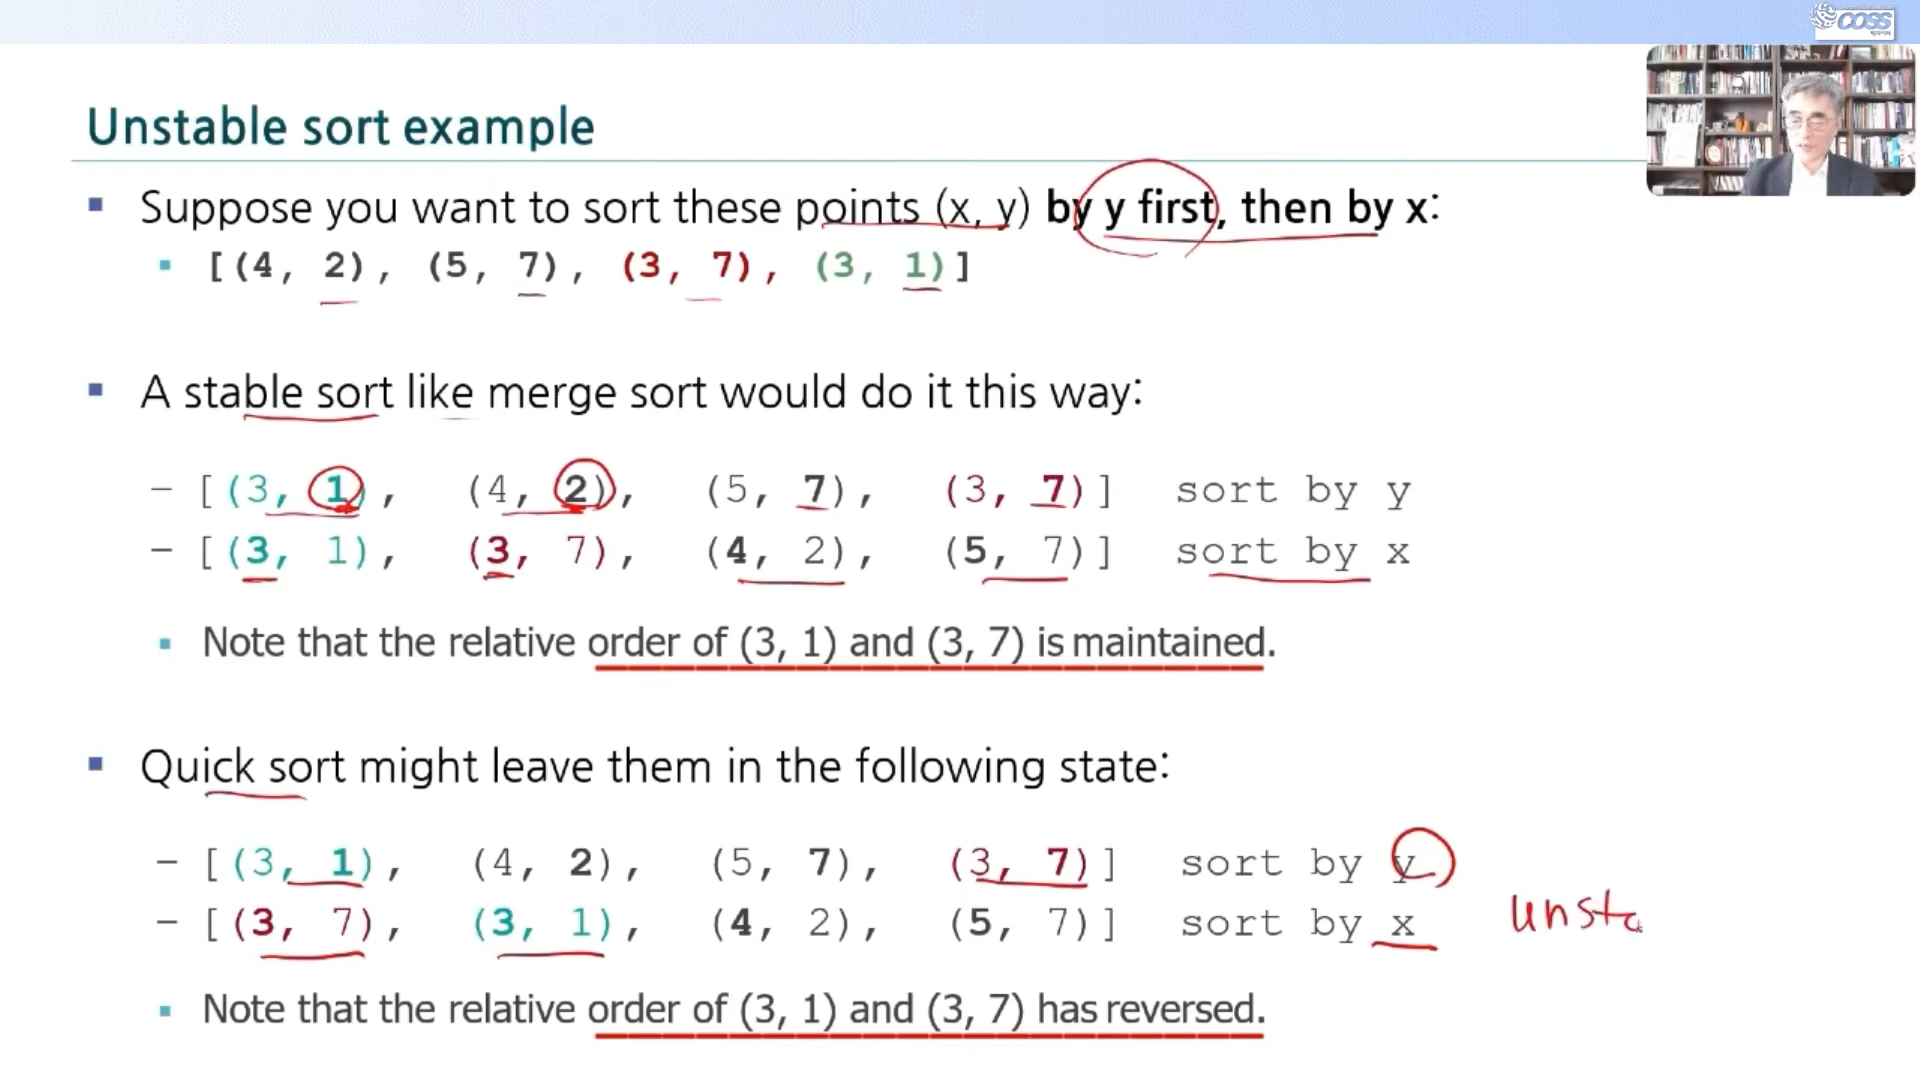 COSS
Unstable sort example
▪ Suppose you want to sort these points (x, y) by y first, then by x:
▪ [(4, 2), (5, 7), (3, 7), (3, 1)]
▪ A stable sort like merge sort would do it this way:
– [(3, 1), (4, 2), (5, 7), (3, 7)] sort by y
– [(3, 1), (3, 7), (4, 2), (5, 7)] sort by x
▪ Note that the relative order of (3, 1) and (3, 7) is maintained.
▪ Quick sort might leave them in the following state:
– [(3, 1), (4, 2), (5, 7), (3, 7)] sort by y
– [(3, 7), (3, 1), (4, 2), (5, 7)] sort by x
unsta
▪ Note that the relative order of (3, 1) and (3, 7) has reversed.